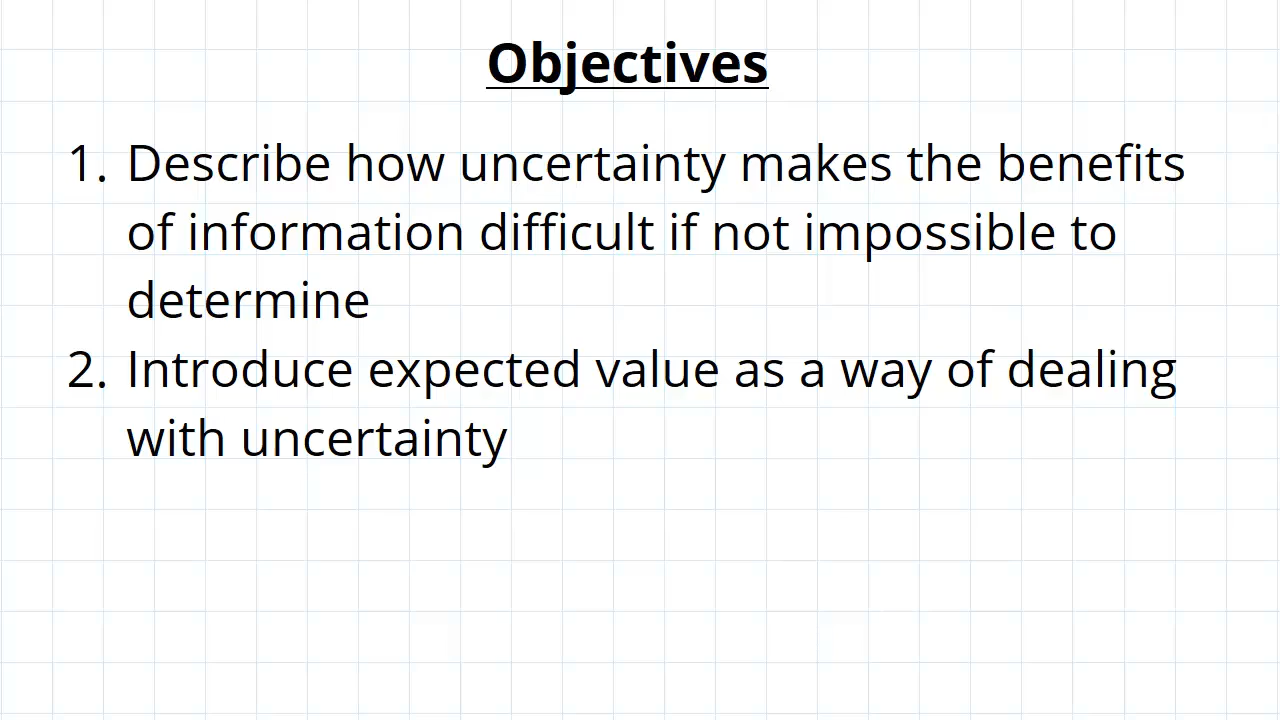 Objectives
1. Describe how uncertainty makes the benefits
of information difficult if not impossible to
determine
2. Introduce expected value as a way of dealing
with uncertainty